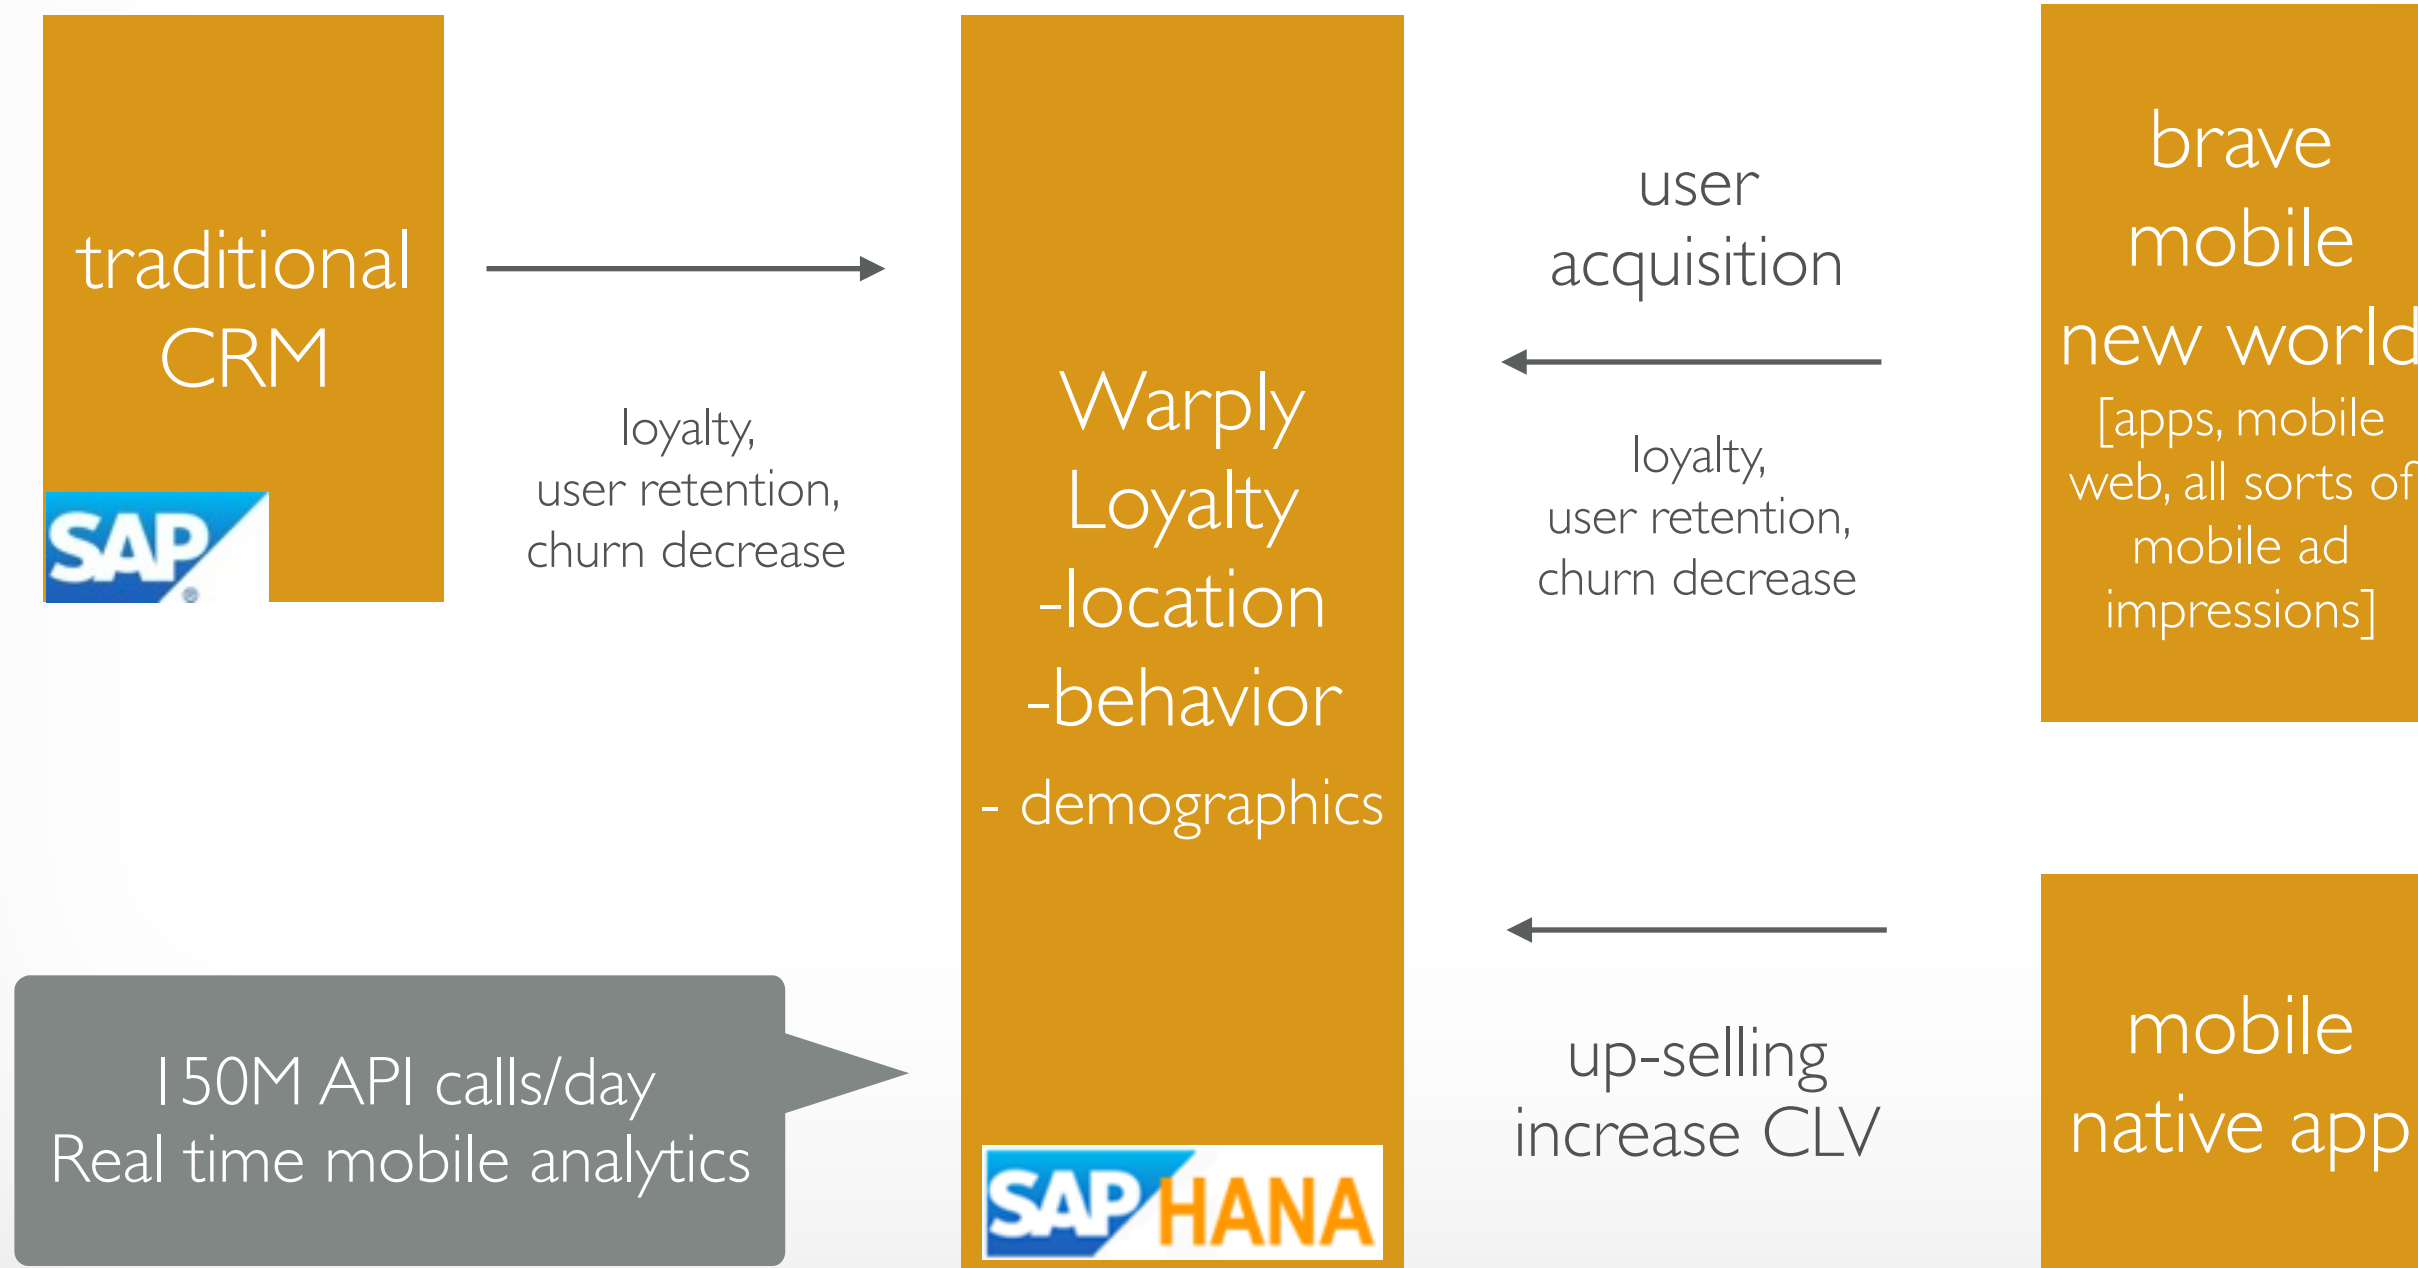 traditional
CRM
SAP
®
loyalty,
user retention,
churn decrease
150M API calls/day
Real time mobile analytics
Warply
Loyalty
-location
-behavior
- demographics
SAP HANA
user
acquisition
loyalty,
user retention,
churn decrease
up-selling
increase CLV
brave
mobile
new world
[apps, mobile
web, all sorts of
mobile ad
impressions]
mobile
native app